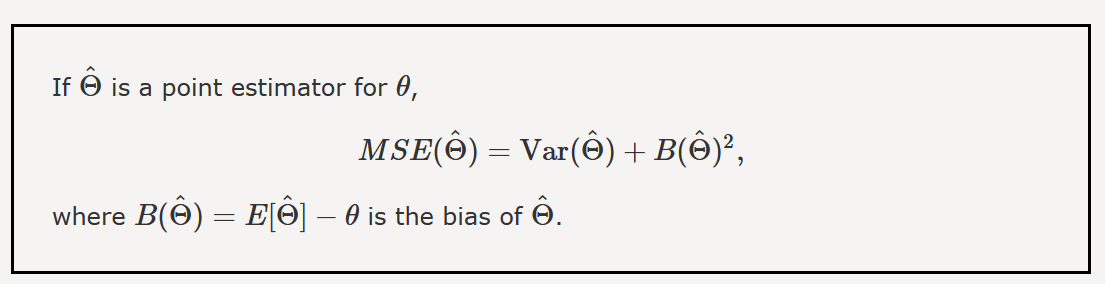 If Θ̂ is a point estimator for θ,
MSE(Θ̂) = Var(Θ̂) + B(Θ̂)²,
where B(Θ̂) = E[Θ̂] − θ is the bias of Θ̂.